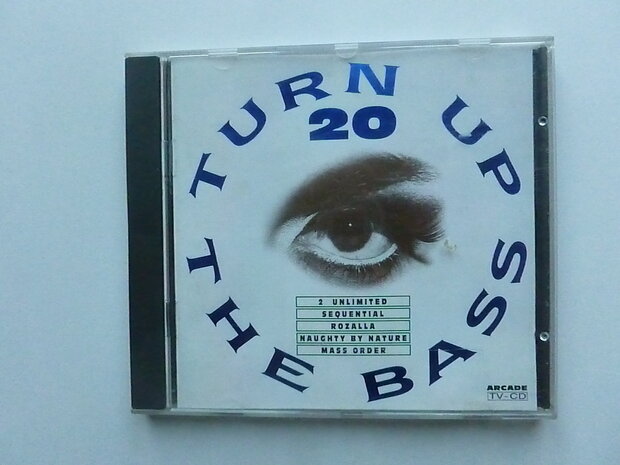 TURN UP
20
THE BASS
2 UNLIMITED
SEQUENTIAL
ROZALLA
NAUGHTY BY NATURE
MASS ORDER
ARCADE
TV-CD